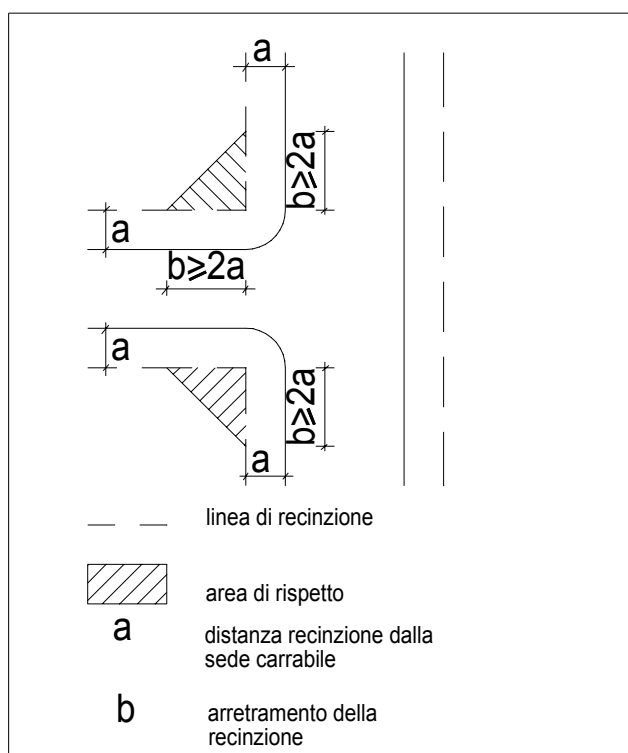 a
b⩾2a
a
b⩾2a
a
b⩾2a
a
linea di recinzione
area di rispetto
a
distanza recinzione dalla
sede carrabile
b
arretramento della
recinzione